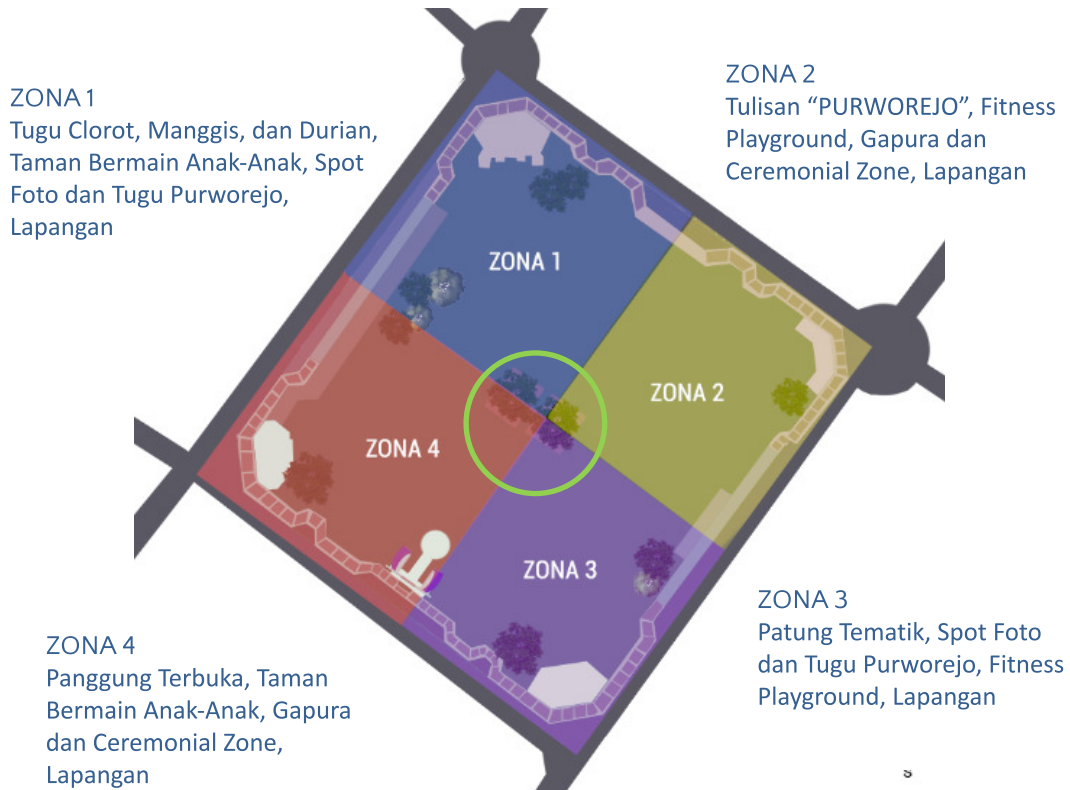 ZONA 1
Tugu Clorot, Manggis, dan Durian,
Taman Bermain Anak-Anak, Spot
Foto dan Tugu Purworejo,
Lapangan
ZONA 2
Tulisan “PURWOREJO”, Fitness
Playground, Gapura dan
Ceremonial Zone, Lapangan
ZONA 1
ZONA 2
ZONA 4
ZONA 3
ZONA 3
Patung Tematik, Spot Foto
dan Tugu Purworejo, Fitness
Playground, Lapangan
ZONA 4
Panggung Terbuka, Taman
Bermain Anak-Anak, Gapura
dan Ceremonial Zone,
Lapangan